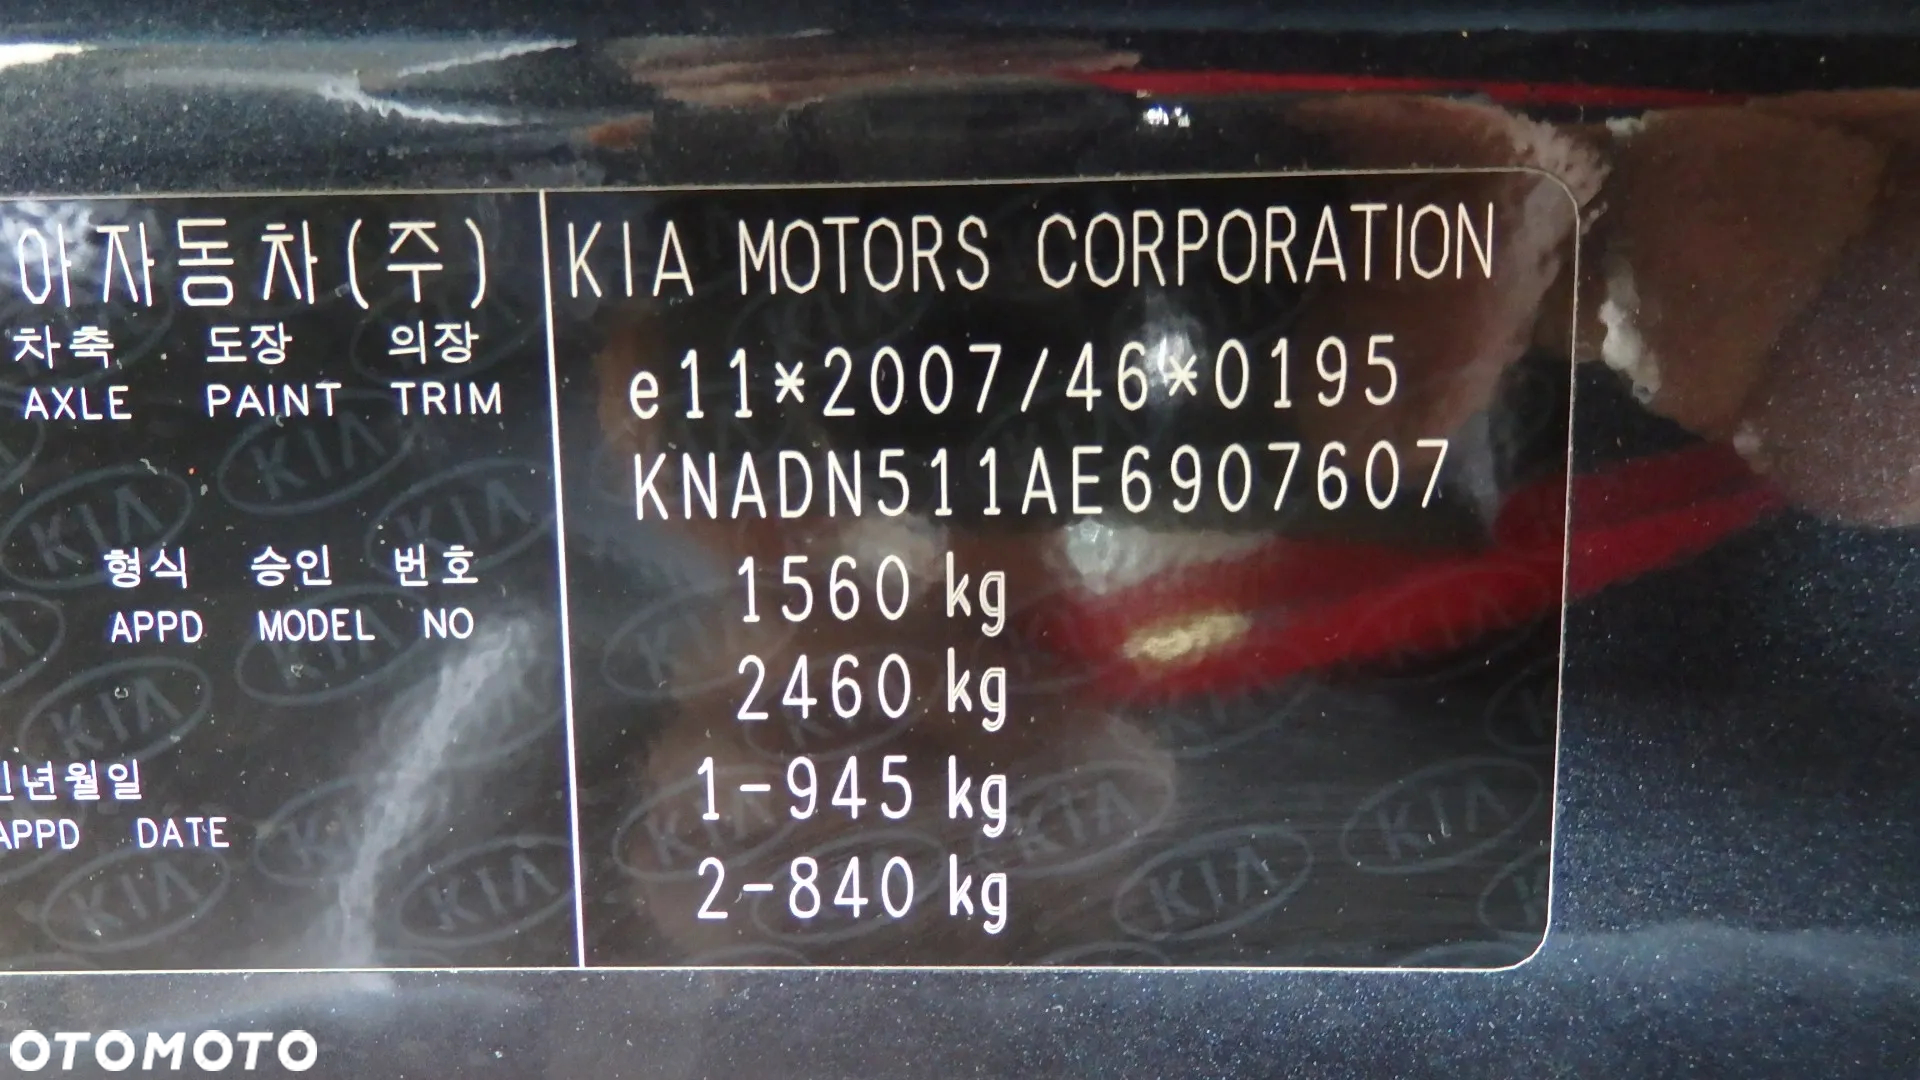 아자동차(주)
차축 도장 의장
AXLE PAINT TRIM
형식 승인 번호
APPD MODEL NO
인년월일
APPD DATE
KIA MOTORS CORPORATION
e11*2007/46*0195
KNADN511AE6907607
1560 kg
2460 kg
1-945 kg
2-840 kg
OTOMOTO